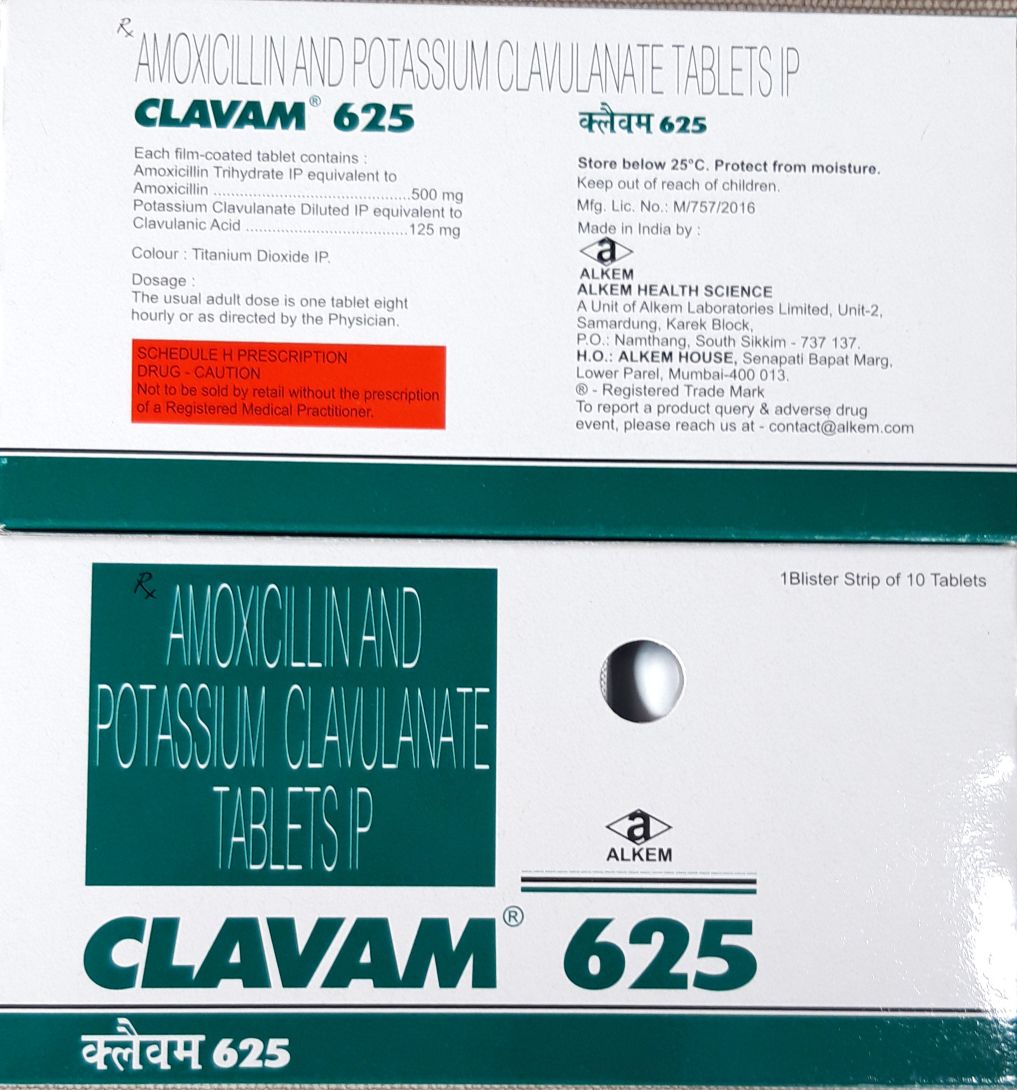 Rx
AMOXICILLIN AND POTASSIUM CLAVULANATE TABLETS IP
CLAVAM® 625
Each film-coated tablet contains :
Amoxicillin Trihydrate IP equivalent to
Amoxicillin ............................................500 mg
Potassium Clavulanate Diluted IP equivalent to
Clavulanic Acid .....................................125 mg
Colour : Titanium Dioxide IP.
Dosage :
The usual adult dose is one tablet eight
hourly or as directed by the Physician.
SCHEDULE H PRESCRIPTION
DRUG - CAUTION
Not to be sold by retail without the prescription
of a Registered Medical Practitioner.
क्लैवम 625
Store below 25°C. Protect from moisture.
Keep out of reach of children.
Mfg. Lic. No.: M/757/2016
Made in India by :
a
ALKEM
ALKEM HEALTH SCIENCE
A Unit of Alkem Laboratories Limited, Unit-2,
Samardung, Karek Block,
P.O.: Namthang, South Sikkim - 737 137.
H.O.: ALKEM HOUSE, Senapati Bapat Marg,
Lower Parel, Mumbai-400 013.
® - Registered Trade Mark
To report a product query & adverse drug
event, please reach us at - contact@alkem.com
Rx
AMOXICILLIN AND
POTASSIUM CLAVULANATE
TABLETS IP
1Blister Strip of 10 Tablets
a
ALKEM
CLAVAM® 625
क्लैवम 625